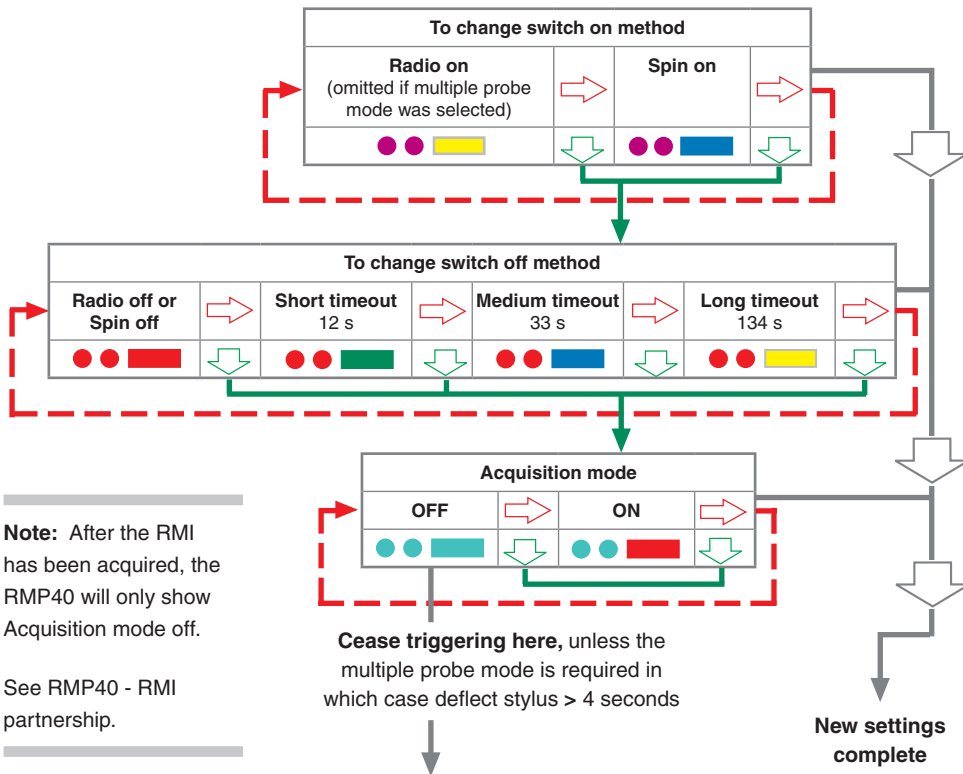 To change switch on method
Radio on
(omitted if multiple probe
mode was selected)
Spin on
To change switch off method
Radio off or
Spin off
Short timeout
12 s
Medium timeout
33 s
Long timeout
134 s
Acquisition mode
OFF
ON
Note: After the RMI
has been acquired, the
RMP40 will only show
Acquisition mode off.
See RMP40 - RMI
partnership.
Cease triggering here, unless the
multiple probe mode is required in
which case deflect stylus > 4 seconds
New settings
complete